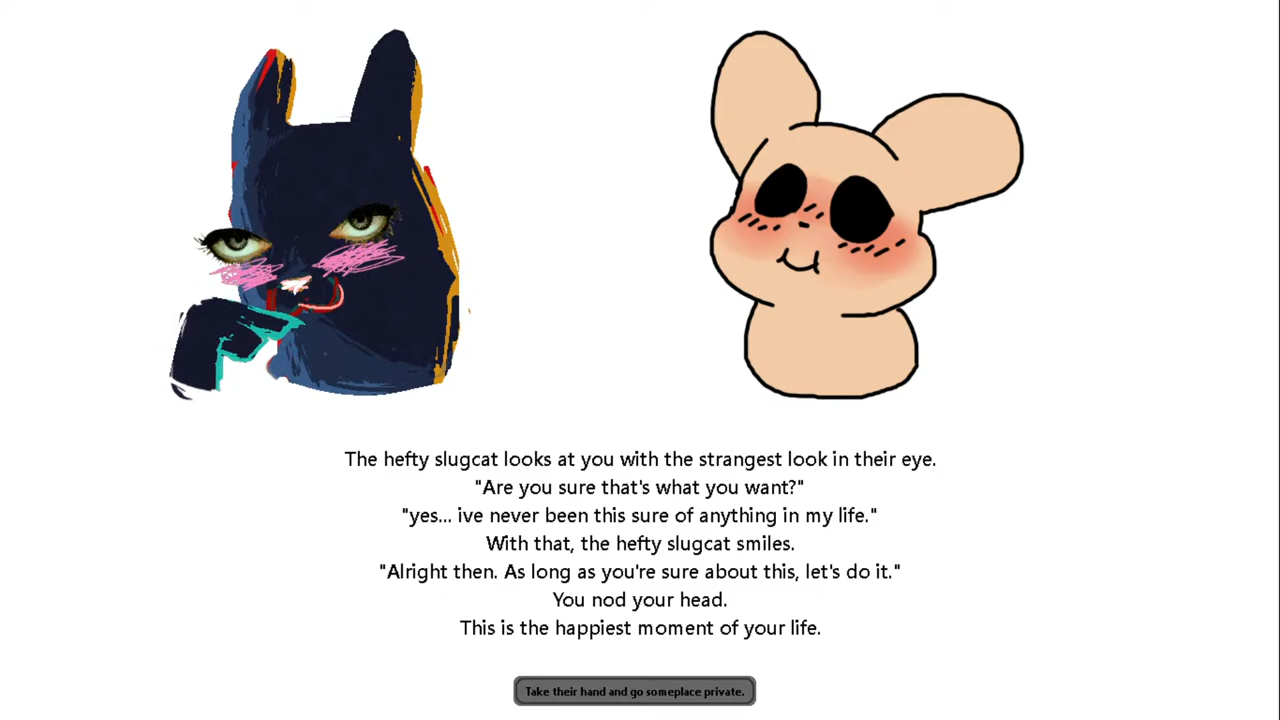 The hefty slugcat looks at you with the strangest look in their eye.
"Are you sure that's what you want?"
"yes... ive never been this sure of anything in my life."
With that, the hefty slugcat smiles.
"Alright then. As long as you're sure about this, let's do it."
You nod your head.
This is the happiest moment of your life.
Take their hand and go someplace private.